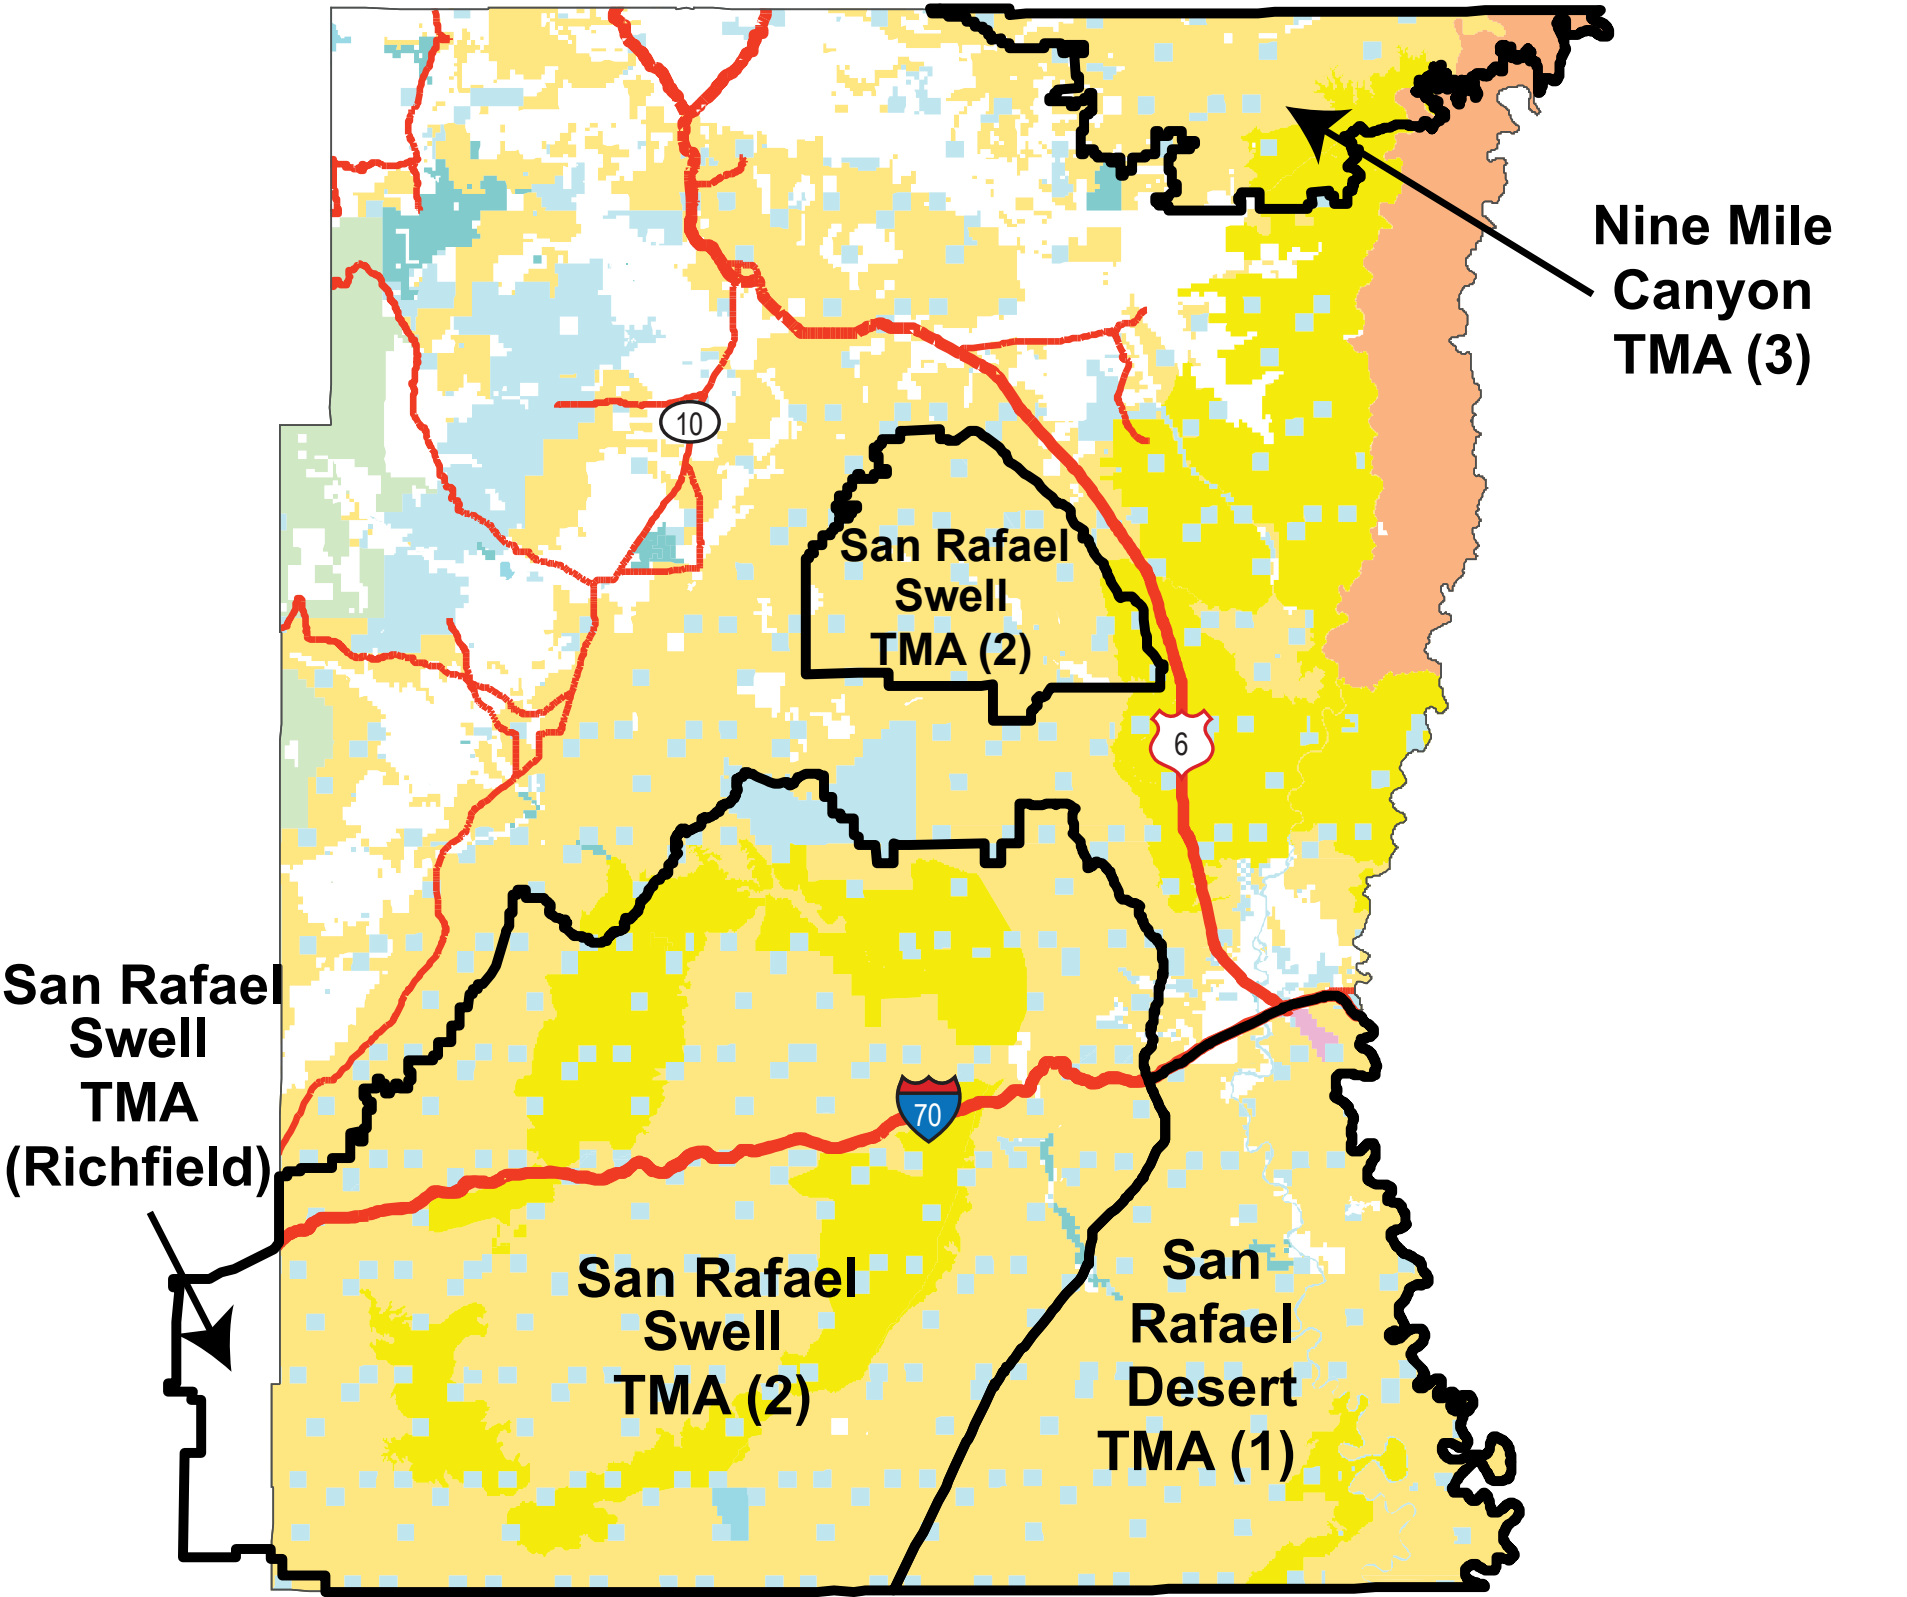 Nine Mile
Canyon
TMA (3)
10
San Rafael
Swell
TMA (2)
6
San Rafael
Swell
TMA
(Richfield)
70
San Rafael
Swell
TMA (2)
San
Rafael
Desert
TMA (1)